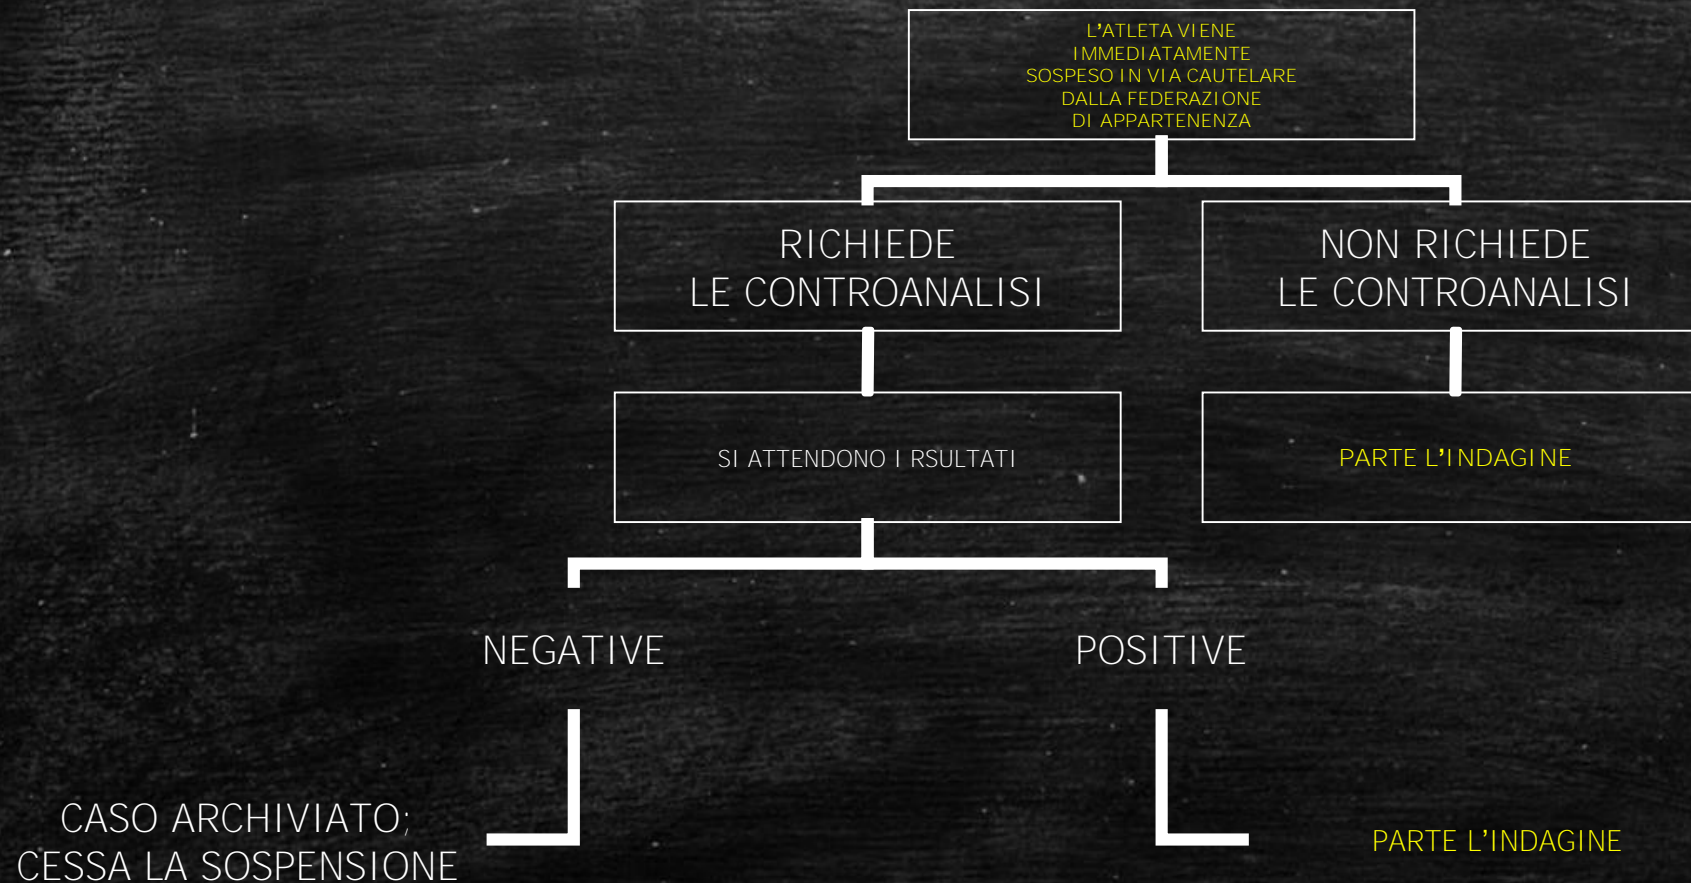 L'ATLETA VIENE
IMMEDIATAMENTE
SOSPESO IN VIA CAUTELARE
DALLA FEDERAZIONE
DI APPARTENENZA
RICHIEDE
LE CONTROANALISI
NON RICHIEDE
LE CONTROANALISI
SI ATTENDONO I RSULTATI
PARTE L'INDAGINE
NEGATIVE
POSITIVE
CASO ARCHIVIATO;
CESSA LA SOSPENSIONE
PARTE L'INDAGINE